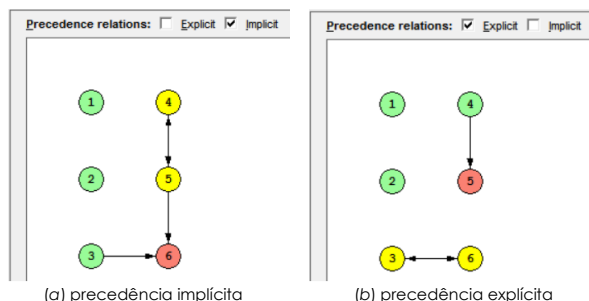 Precedence relations: Explicit Implicit
1 4
2 5
3 6
(a) precedência implícita
Precedence relations: Explicit Implicit
1 4
2 5
3 6
(b) precedência explícita